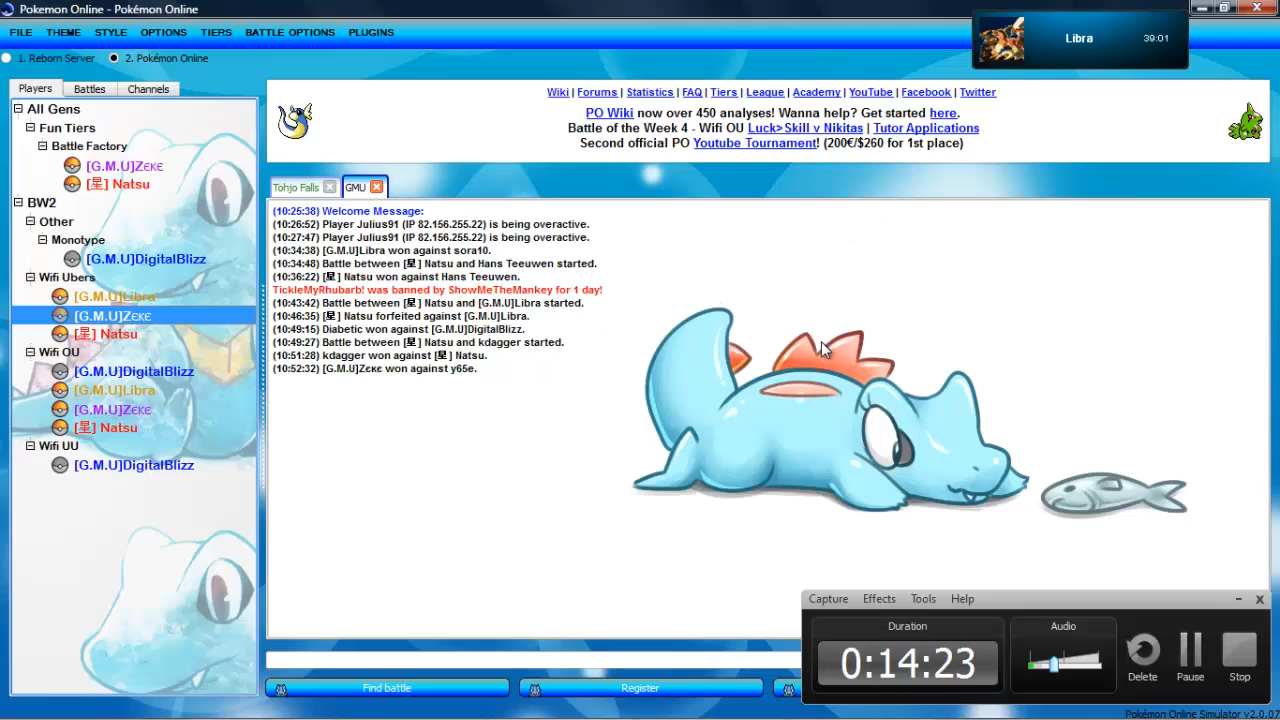 Pokemon Online - Pokémon Online
FILE THEME STYLE OPTIONS TIERS BATTLE OPTIONS PLUGINS
Libra 39:01
1. Reborn Server 2. Pokémon Online
Players Battles Channels
All Gens
Fun Tiers
Battle Factory
[G.M.U]Zєкє
[星] Natsu
BW2
Other
Monotype
[G.M.U]DigitalBlizz
Wifi Ubers
[G.M.U]Libra
[G.M.U]Zєкє
[星] Natsu
Wifi OU
[G.M.U]DigitalBlizz
[G.M.U]Libra
[G.M.U]Zєкє
[星] Natsu
Wifi UU
[G.M.U]DigitalBlizz
Wiki | Forums | Statistics | FAQ | Tiers | League | Academy | YouTube | Facebook | Twitter
PO Wiki now over 450 analyses! Wanna help? Get started here.
Battle of the Week 4 - Wifi OU Luck>Skill v Nikitas | Tutor Applications
Second official PO Youtube Tournament! (200€/$260 for 1st place)
Tohjo Falls GMU
(10:25:38) Welcome Message:
(10:26:52) Player Julius91 (IP 82.156.255.22) is being overactive.
(10:27:47) Player Julius91 (IP 82.156.255.22) is being overactive.
(10:34:38) [G.M.U]Libra won against sora10.
(10:34:48) Battle between [星] Natsu and Hans Teeuwen started.
(10:36:22) [星] Natsu won against Hans Teeuwen.
TickleMyRhubarb! was banned by ShowMeTheMankey for 1 day!
(10:43:42) Battle between [星] Natsu and [G.M.U]Libra started.
(10:46:35) [星] Natsu forfeited against [G.M.U]Libra.
(10:49:15) Diabetic won against [G.M.U]DigitalBlizz.
(10:49:27) Battle between [星] Natsu and kdagger started.
(10:51:28) kdagger won against [星] Natsu.
(10:52:32) [G.M.U]Zєкє won against y65e.
Find battle Register
Capture Effects Tools Help
Duration Audio
0:14:23
Delete Pause Stop
Pokémon Online Simulator v2.0.07